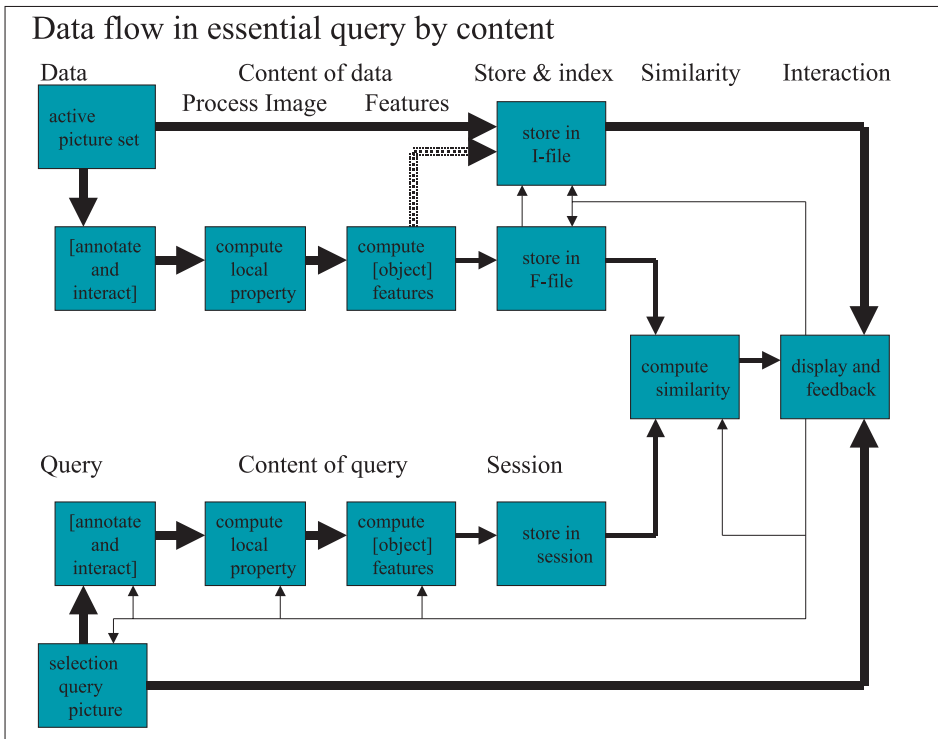 Data flow in essential query by content
Data
Content of data
Store & index
Similarity
Interaction
Process Image
Features
active
picture set
store in
I-file
[annotate
and
interact]
compute
local
property
compute
[object]
features
store in
F-file
compute
similarity
display and
feedback
Query
Content of query
Session
[annotate
and
interact]
compute
local
property
compute
[object]
features
store in
session
selection
query
picture